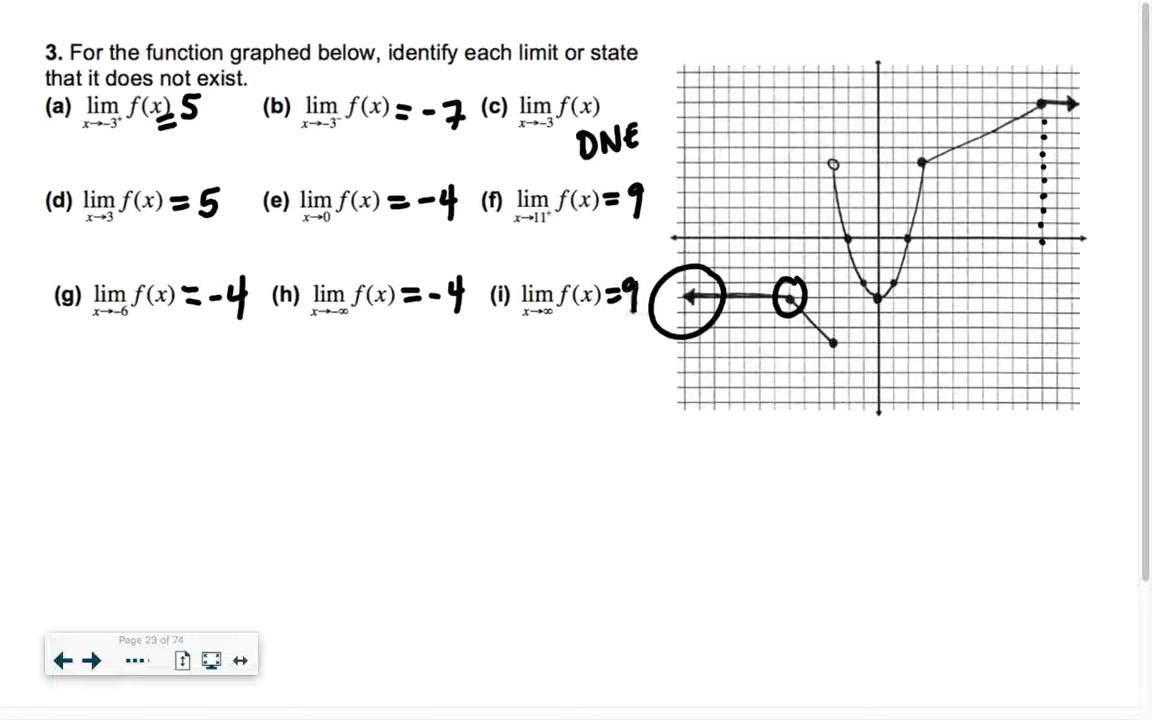 3. For the function graphed below, identify each limit or state
that it does not exist.
(a) lim x→-3⁺ f(x) = 5 (b) lim x→-3⁻ f(x) = -7 (c) lim x→-3 f(x)
DNE
(d) lim x→3 f(x) = 5 (e) lim x→0 f(x) = -4 (f) lim x→11⁺ f(x) = 9
(g) lim x→-6 f(x) = -4 (h) lim x→-∞ f(x) = -4 (i) lim x→∞ f(x) = 9
Page 23 of 74